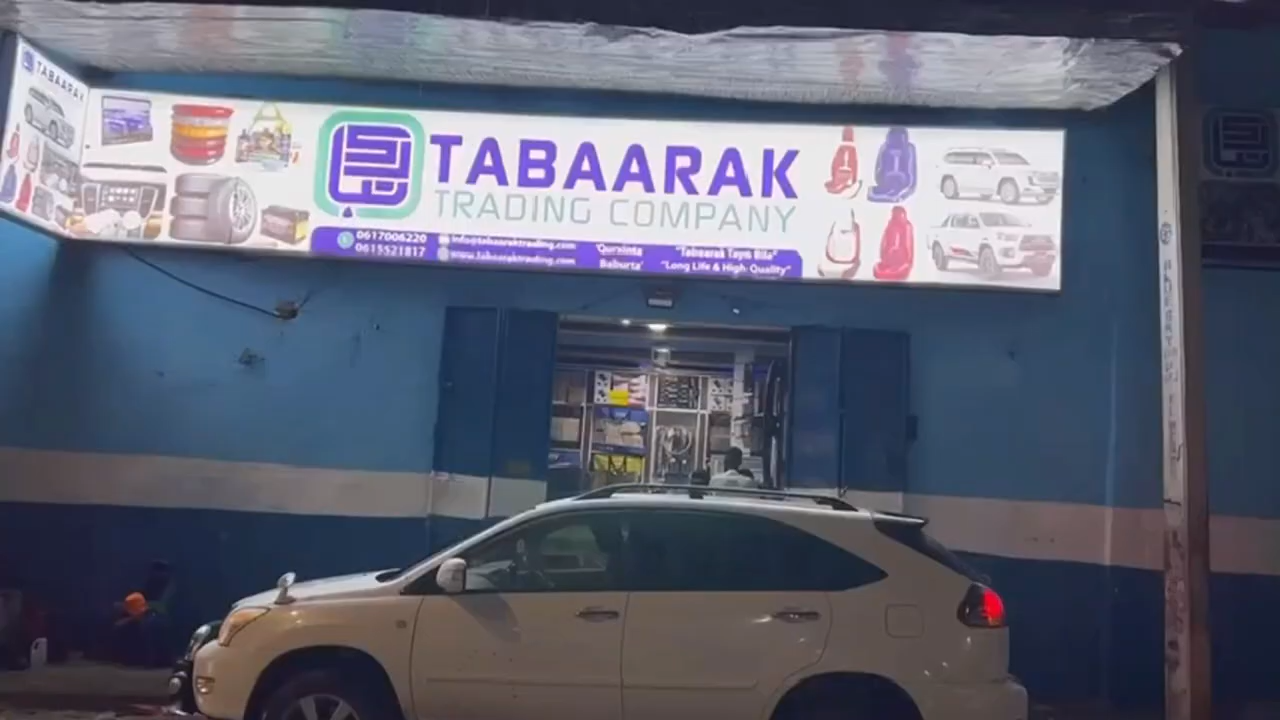 TABAARAK
TABAARAK
TRADING COMPANY
0617006220
0615521817
info@tabaaraktrading.com
www.tabaaraktrading.com
'Qurxinta
Baburta'
"Tabaarak Tayo Bila"
"Long Life & High Quality"